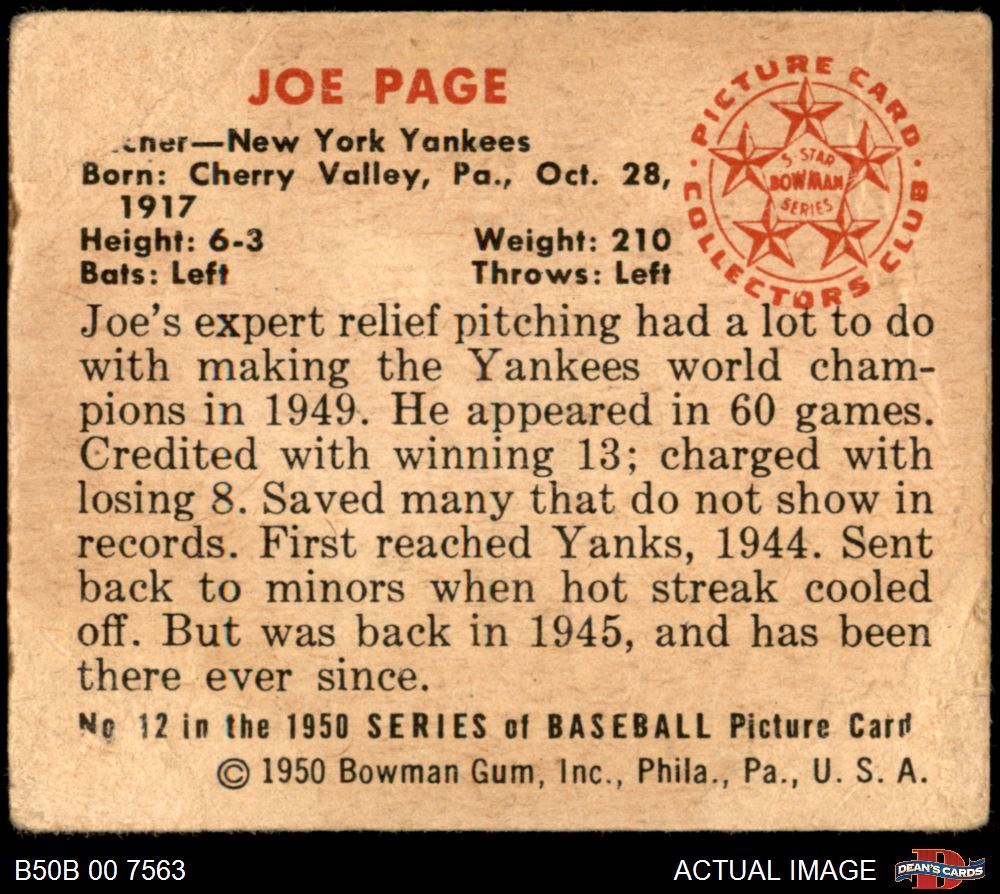 JOE PAGE
—New York Yankees
Born: Cherry Valley, Pa., Oct. 28,
1917
Height: 6-3 Weight: 210
Bats: Left Throws: Left
· PICTURE CARD ·
COLLECTORS CLUB
5-STAR
BOWMAN
SERIES
Joe's expert relief pitching had a lot to do
with making the Yankees world cham-
pions in 1949. He appeared in 60 games.
Credited with winning 13; charged with
losing 8. Saved many that do not show in
records. First reached Yanks, 1944. Sent
back to minors when hot streak cooled
off. But was back in 1945, and has been
there ever since.
No 12 in the 1950 SERIES of BASEBALL Picture Card
© 1950 Bowman Gum, Inc., Phila., Pa., U. S. A.
B50B 00 7563
ACTUAL IMAGE
D
DEAN'S CARDS